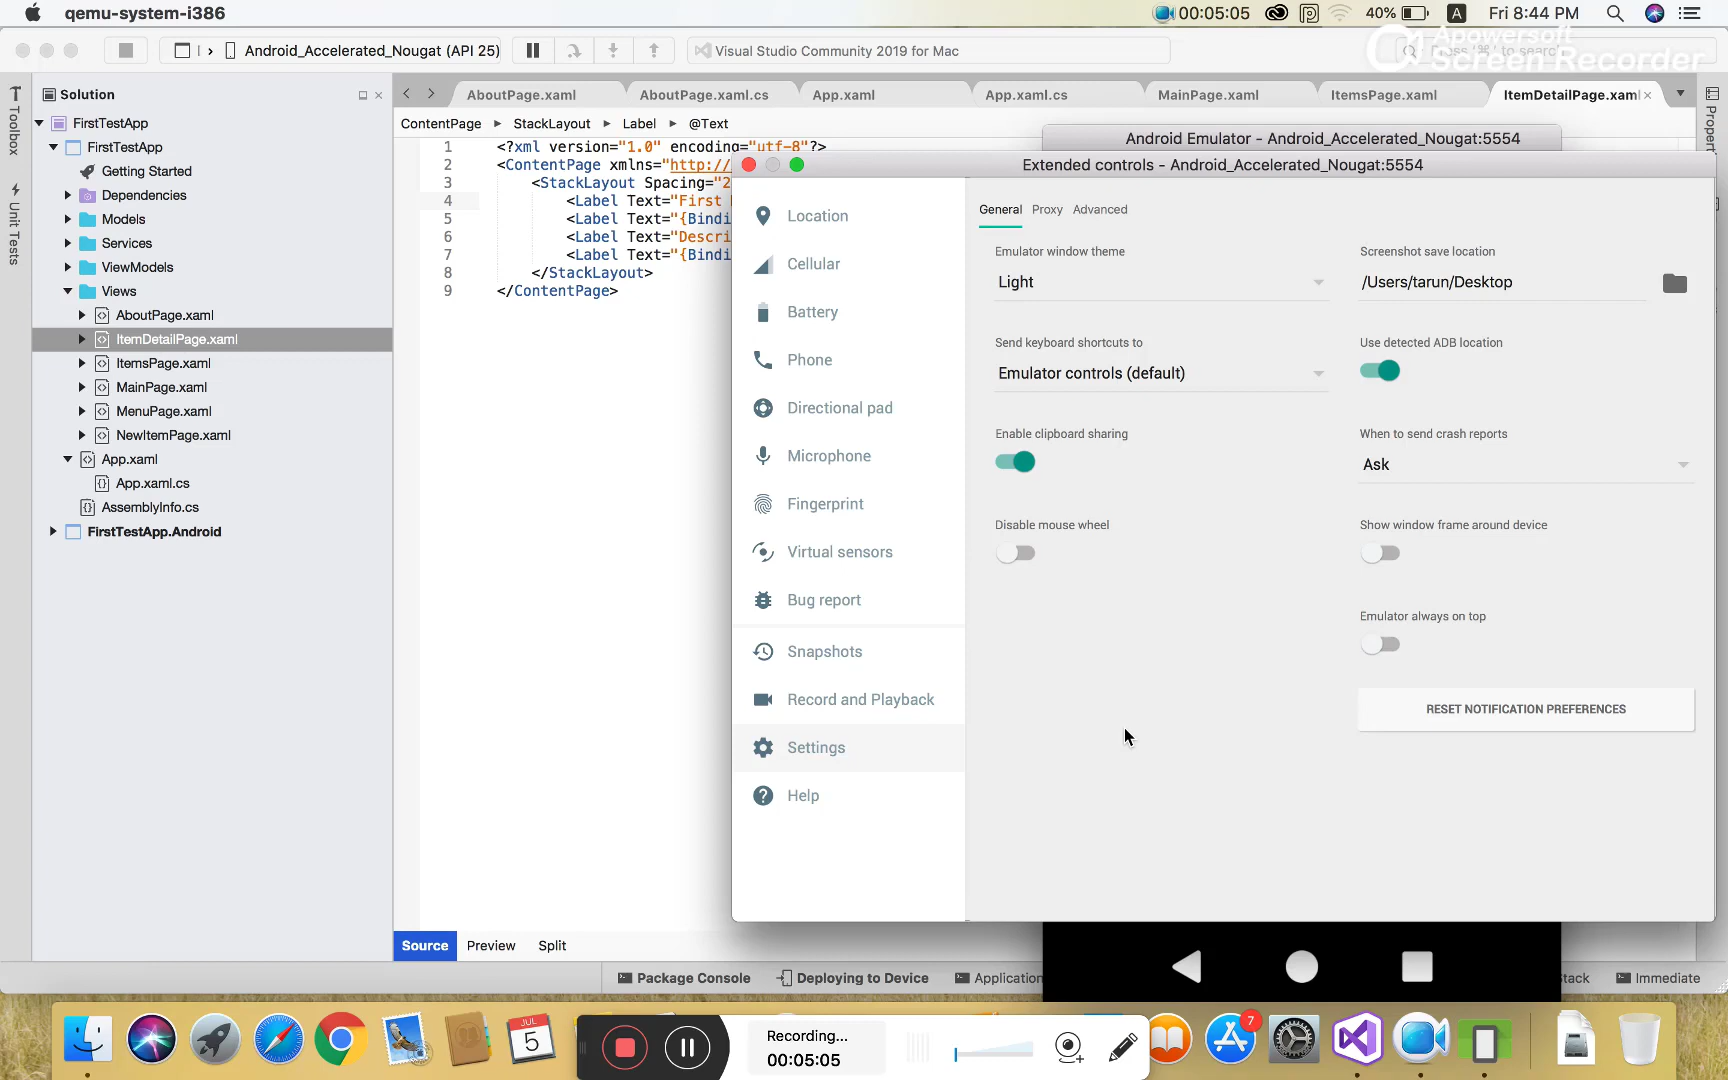 qemu-system-i386
00:05:05
40%
A
Fri 8:44 PM
Android_Accelerated_Nougat (API 25)
Visual Studio Community 2019 for Mac
Apowersoft
Screen Recorder
Solution
AboutPage.xaml
AboutPage.xaml.cs
App.xaml
App.xaml.cs
MainPage.xaml
ItemsPage.xaml
ItemDetailPage.xaml
Toolbox
Unit Tests
FirstTestApp
FirstTestApp
Getting Started
Dependencies
Models
Services
ViewModels
Views
AboutPage.xaml
ItemDetailPage.xaml
ItemsPage.xaml
MainPage.xaml
MenuPage.xaml
NewItemPage.xaml
App.xaml
App.xaml.cs
AssemblyInfo.cs
FirstTestApp.Android
ContentPage ▸ StackLayout ▸ Label ▸ @Text
1 <?xml version="1.0" encoding="utf-8"?>
2 <ContentPage xmlns="http://
3 <StackLayout Spacing="2
4 <Label Text="First
5 <Label Text="{Bindi
6 <Label Text="Descri
7 <Label Text="{Bindi
8 </StackLayout>
9 </ContentPage>
Source Preview Split
Android Emulator - Android_Accelerated_Nougat:5554
Extended controls - Android_Accelerated_Nougat:5554
Location
Cellular
Battery
Phone
Directional pad
Microphone
Fingerprint
Virtual sensors
Bug report
Snapshots
Record and Playback
Settings
Help
General Proxy Advanced
Emulator window theme
Light
Screenshot save location
/Users/tarun/Desktop
Send keyboard shortcuts to
Emulator controls (default)
Use detected ADB location
Enable clipboard sharing
When to send crash reports
Ask
Disable mouse wheel
Show window frame around device
Emulator always on top
RESET NOTIFICATION PREFERENCES
Propert
Package Console
Deploying to Device
Application
Stack
Immediate
JUL
5
Recording...
00:05:05
7